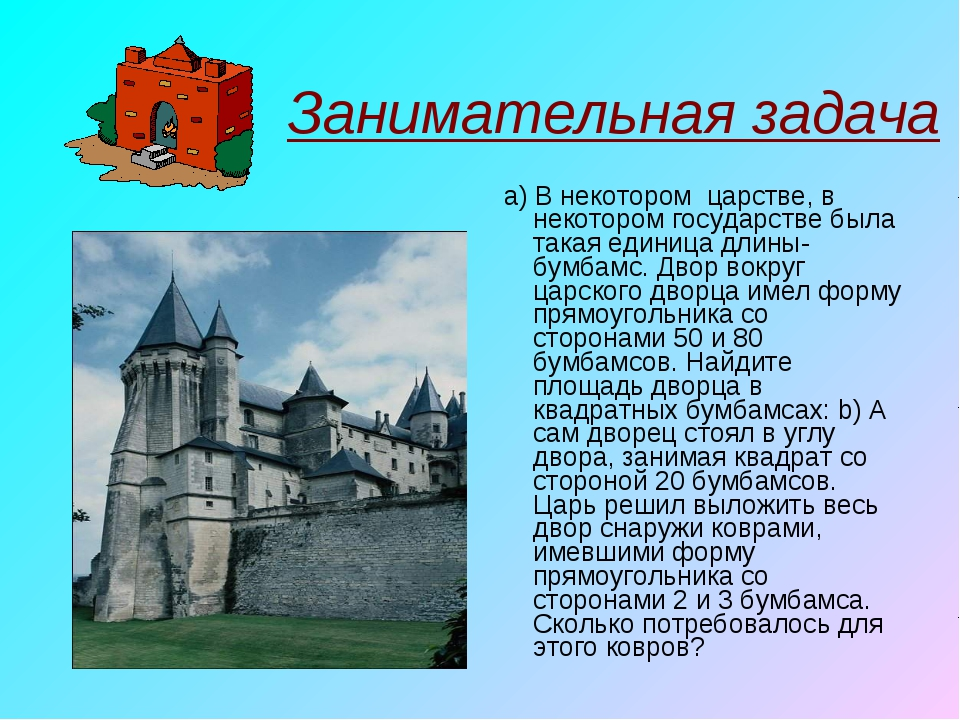 Занимательная задача
а) В некотором царстве, в
некотором государстве была
такая единица длины-
бумбамс. Двор вокруг
царского дворца имел форму
прямоугольника со
сторонами 50 и 80
бумбамсов. Найдите
площадь дворца в
квадратных бумбамсах: b) А
сам дворец стоял в углу
двора, занимая квадрат со
стороной 20 бумбамсов.
Царь решил выложить весь
двор снаружи коврами,
имевшими форму
прямоугольника со
сторонами 2 и 3 бумбамса.
Сколько потребовалось для
этого ковров?